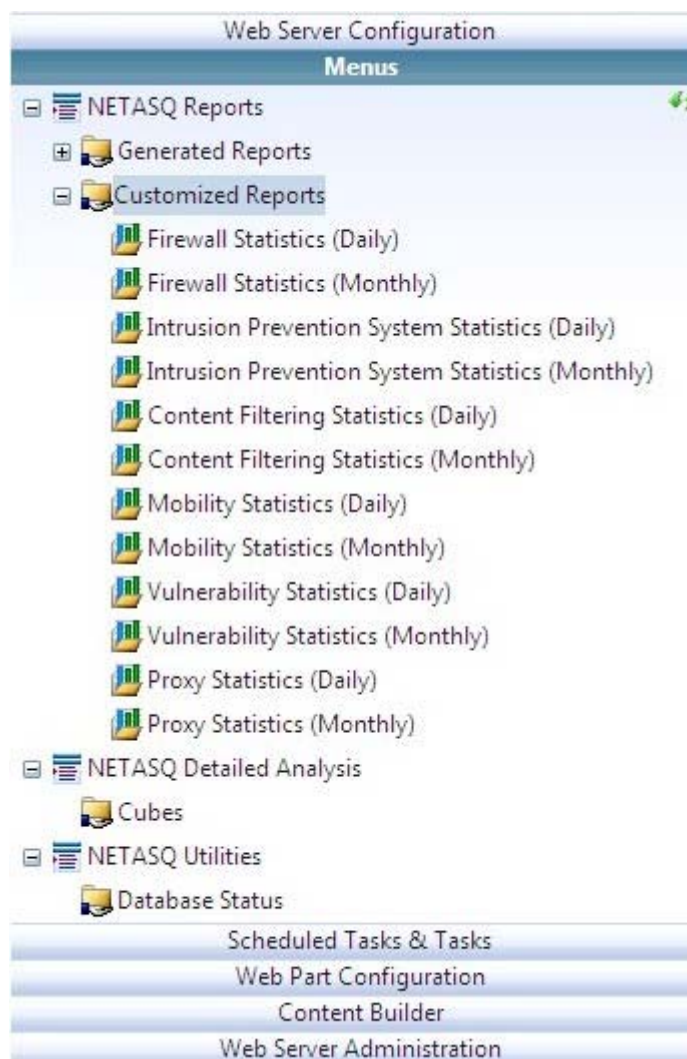 Web Server Configuration
Menus
NETASQ Reports
Generated Reports
Customized Reports
Firewall Statistics (Daily)
Firewall Statistics (Monthly)
Intrusion Prevention System Statistics (Daily)
Intrusion Prevention System Statistics (Monthly)
Content Filtering Statistics (Daily)
Content Filtering Statistics (Monthly)
Mobility Statistics (Daily)
Mobility Statistics (Monthly)
Vulnerability Statistics (Daily)
Vulnerability Statistics (Monthly)
Proxy Statistics (Daily)
Proxy Statistics (Monthly)
NETASQ Detailed Analysis
Cubes
NETASQ Utilities
Database Status
Scheduled Tasks & Tasks
Web Part Configuration
Content Builder
Web Server Administration